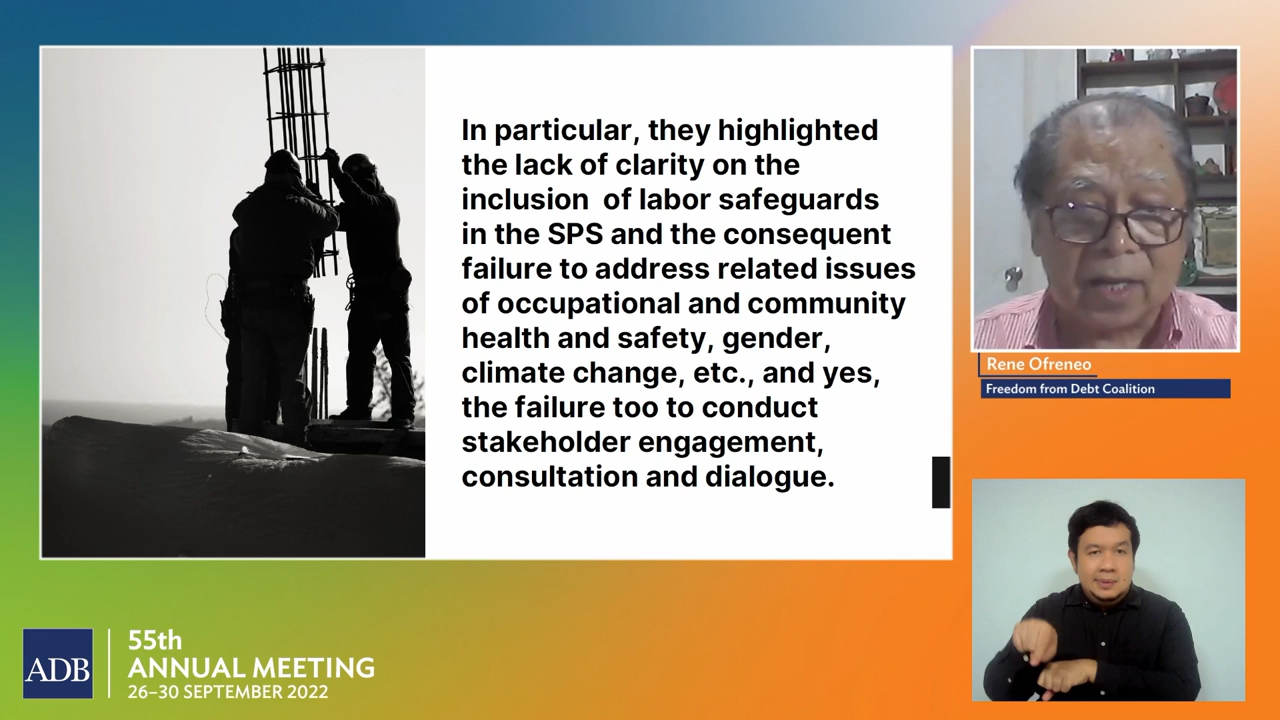 In particular, they highlighted
the lack of clarity on the
inclusion of labor safeguards
in the SPS and the consequent
failure to address related issues
of occupational and community
health and safety, gender,
climate change, etc., and yes,
the failure too to conduct
stakeholder engagement,
consultation and dialogue.
Rene Ofreneo
Freedom from Debt Coalition
ADB
55th
ANNUAL MEETING
26–30 SEPTEMBER 2022